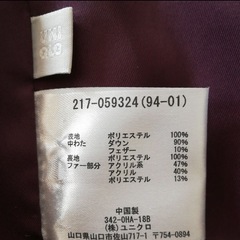 UNI
QLO
217-059324(94-01)
表地 ポリエステル 100%
中わた ダウン 90%
フェザー 10%
裏地 ポリエステル 100%
ファー部分 アクリル系 47%
アクリル 40%
ポリエステル 13%
中国製
342-0HA-18B
(株)ユニクロ
山口県山口市佐山717-1 〒754-0894